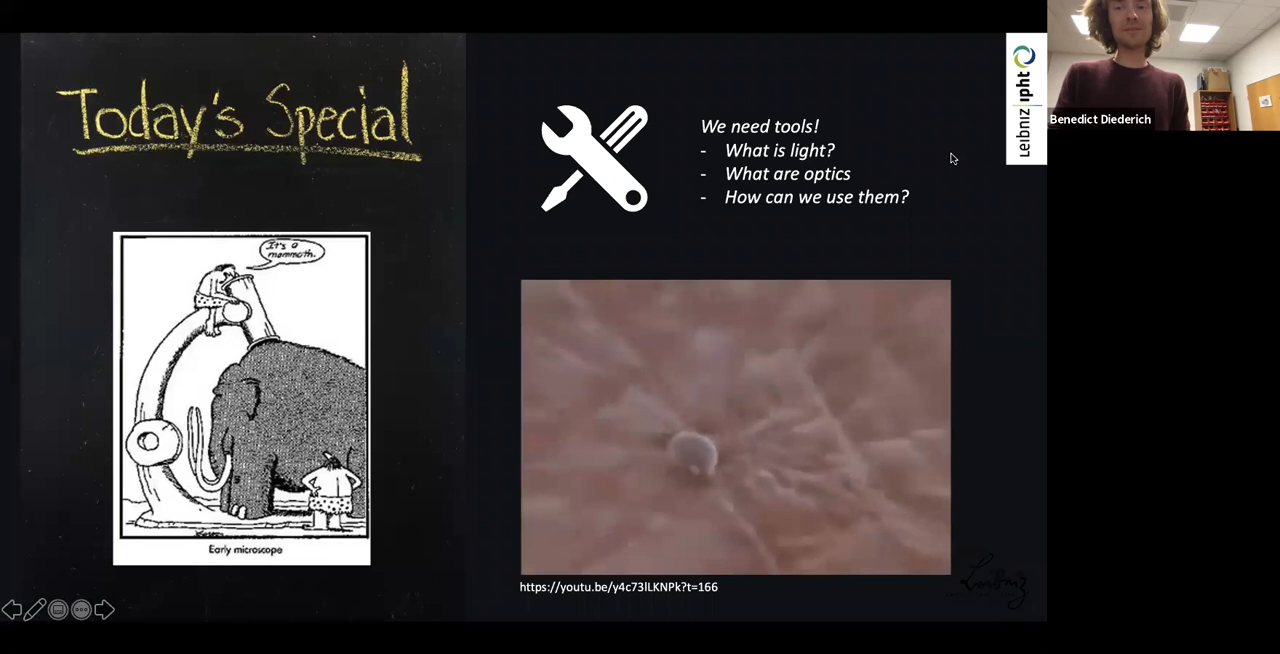 Today's Special
It's a
mammoth.
Early microscope
We need tools!
- What is light?
- What are optics
- How can we use them?
https://youtu.be/y4c73lLKNPk?t=166
Leibniz ipht
Benedict Diederich
Leibniz